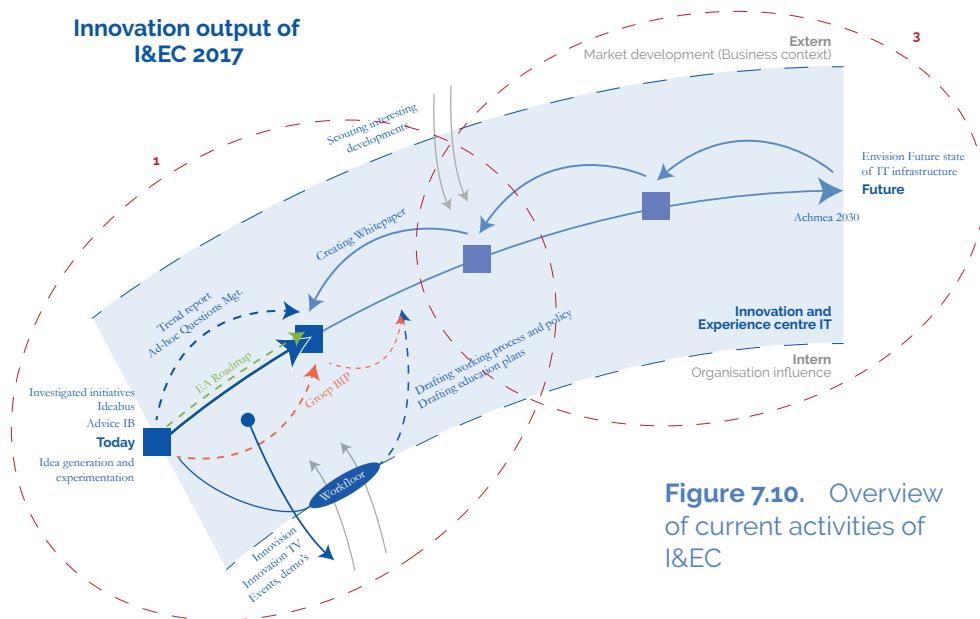 Innovation output of
I&EC 2017
Extern
Market development (Business context)
3
1
Scouting interesting
developments
Envision Future state
of IT infrastructure
Future
Achmea 2030
Creating Whitepaper
Trend report
Ad-hoc Questions Mgt.
EA Roadmap
Groep BIP
Drafting working process and policy
Drafting education plans
Innovation and
Experience centre IT
Intern
Organisation influence
Investigated initiatives
Ideabus
Advice IB
Today
Idea generation and
experimentation
Workfloor
Innovision
Innovation TV
Events, demo's
Figure 7.10. Overview
of current activities of
I&EC